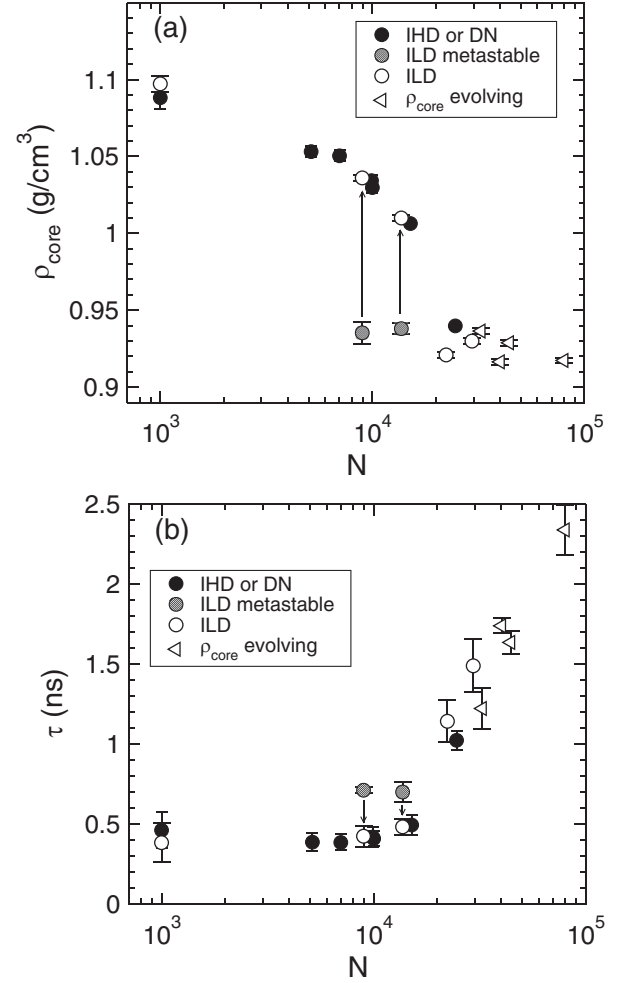 (a)
IHD or DN
ILD metastable
ILD
ρcore evolving
1.1
1.05
1
0.95
0.9
ρcore (g/cm³)
10³
10⁴
10⁵
N
(b)
IHD or DN
ILD metastable
ILD
ρcore evolving
2.5
2
1.5
1
0.5
0
τ (ns)
10³
10⁴
10⁵
N